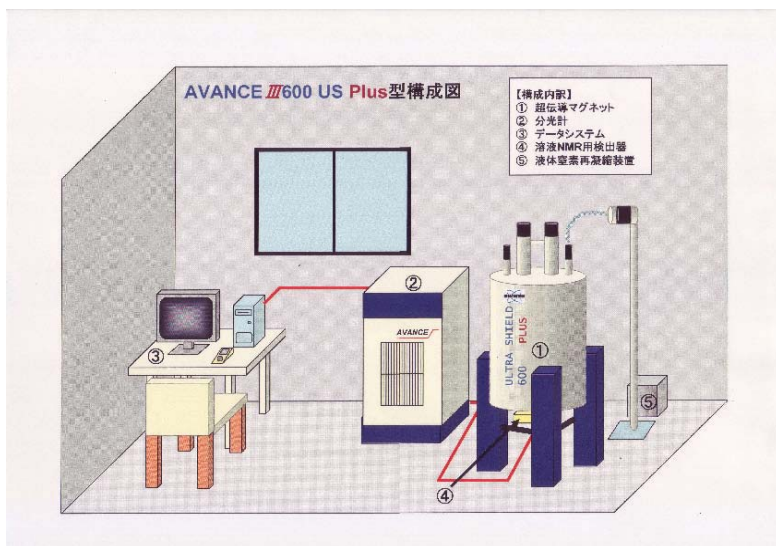 AVANCE III600 US Plus型構成図
【構成内訳】
① 超伝導マグネット
② 分光計
③ データシステム
④ 溶液NMR用検出器
⑤ 液体窒素再凝縮装置
②
AVANCE
③
ULTRA SHIELD
600 PLUS
①
⑤
④